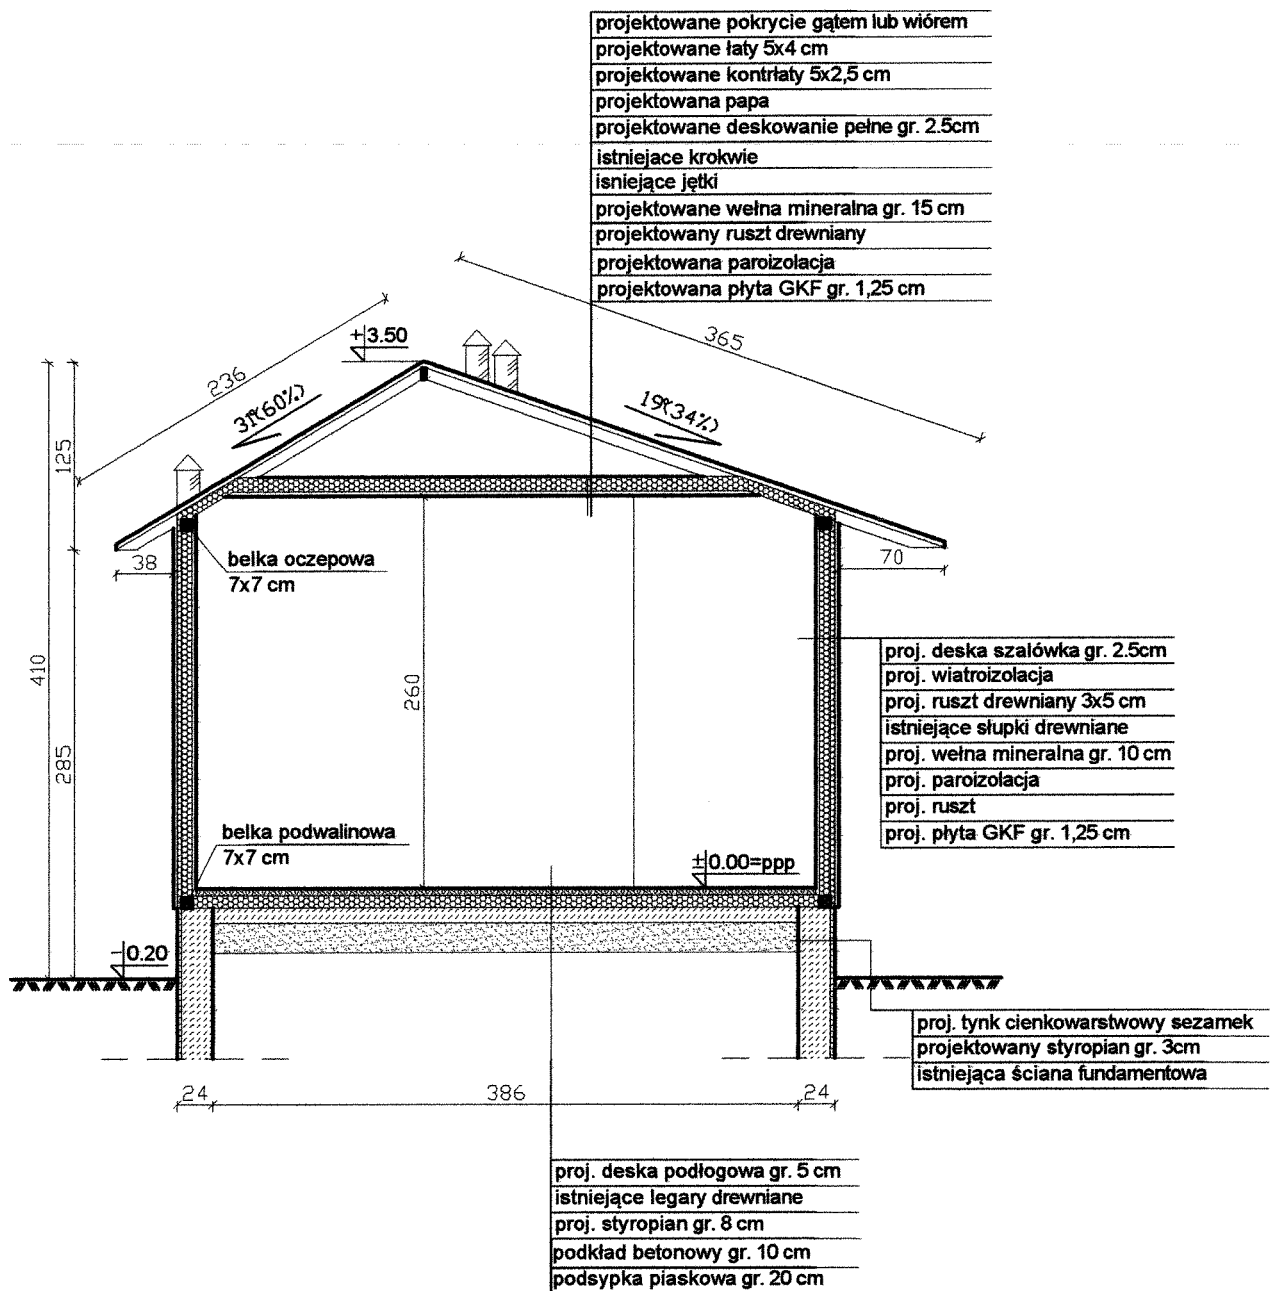 projektowane pokrycie gątem lub wiórem
projektowane łaty 5x4 cm
projektowane kontrłaty 5x2,5 cm
projektowana papa
projektowane deskowanie pełne gr. 2.5cm
istniejace krokwie
isniejące jętki
projektowane wełna mineralna gr. 15 cm
projektowany ruszt drewniany
projektowana paroizolacja
projektowana płyta GKF gr. 1,25 cm
365
+3.50
236
31°(60%)
19°(34%)
125
38
belka oczepowa
7x7 cm
70
410
285
260
proj. deska szalówka gr. 2.5cm
proj. wiatroizolacja
proj. ruszt drewniany 3x5 cm
istniejące słupki drewniane
proj. wełna mineralna gr. 10 cm
proj. paroizolacja
proj. ruszt
proj. płyta GKF gr. 1,25 cm
belka podwalinowa
7x7 cm
±0.00=ppp
-0.20
proj. tynk cienkowarstwowy sezamek
projektowany styropian gr. 3cm
istniejąca ściana fundamentowa
24
386
24
proj. deska podłogowa gr. 5 cm
istniejące legary drewniane
proj. styropian gr. 8 cm
podkład betonowy gr. 10 cm
podsypka piaskowa gr. 20 cm